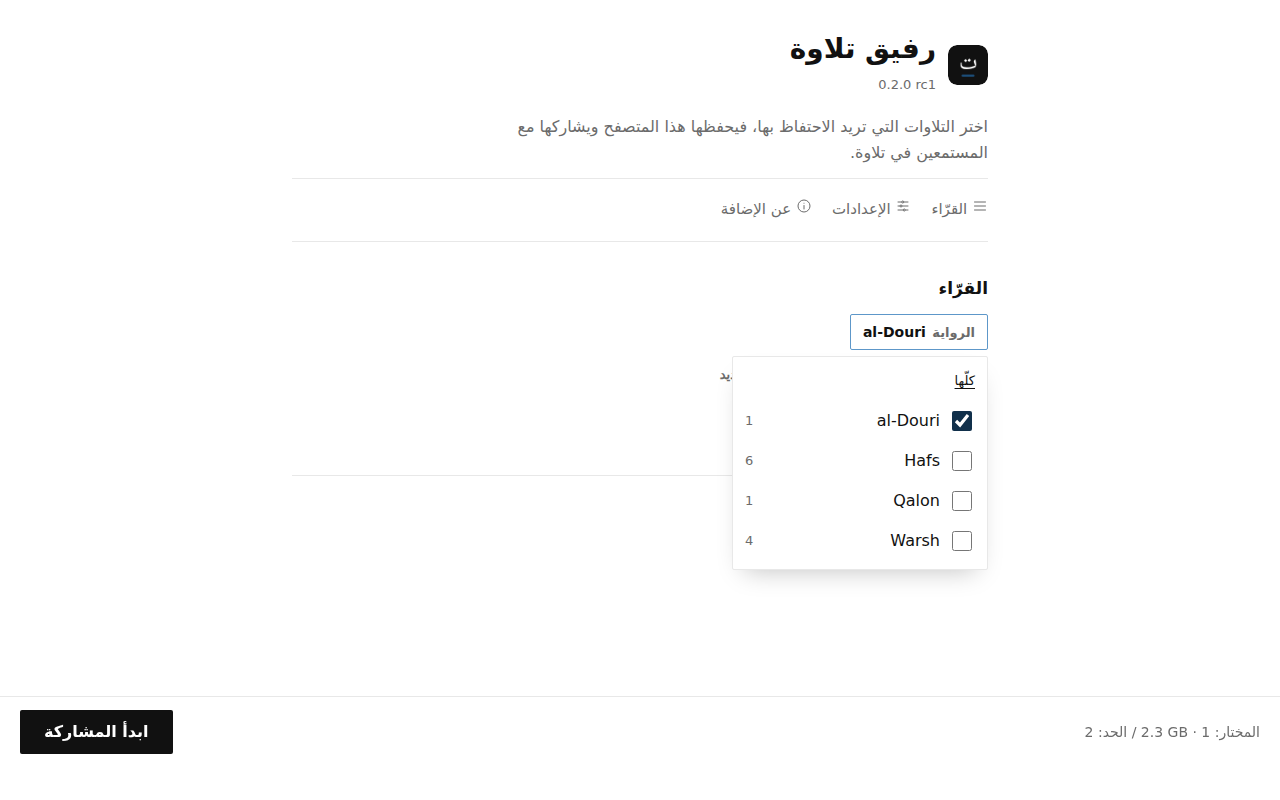 ت
رفيق تلاوة
0.2.0 rc1
اختر التلاوات التي تريد الاحتفاظ بها، فيحفظها هذا المتصفح ويشاركها مع
المستمعين في تلاوة.
القرّاء
الإعدادات
عن الإضافة
القرّاء
الرواية al-Douri
كلّها
al-Douri 1
Hafs 6
Qalon 1
Warsh 4
المختار: 1 · 2.3 GB / الحد: 2
ابدأ المشاركة